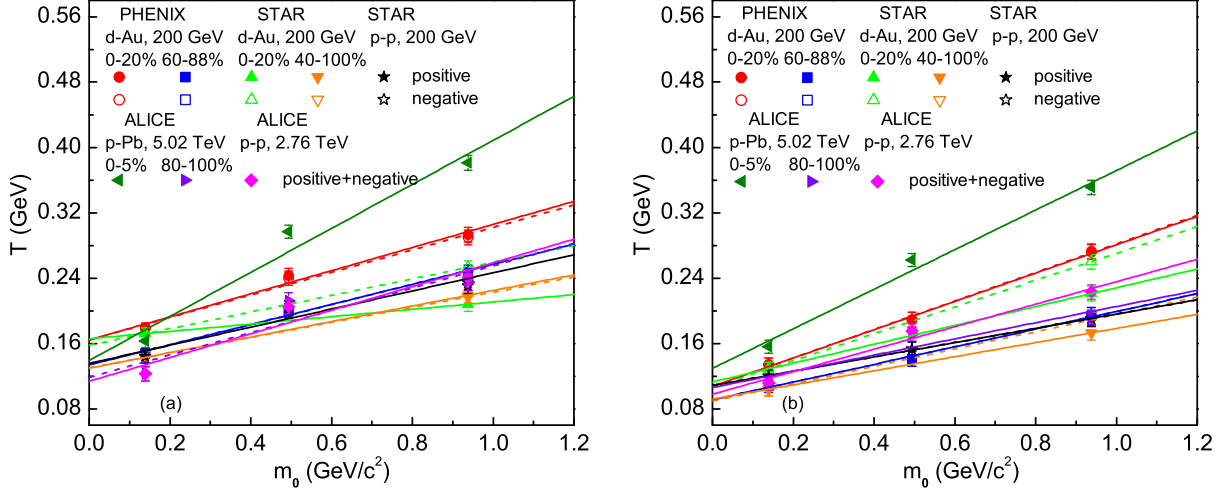 0.56
0.48
0.40
0.32
0.24
0.16
0.08
T (GeV)
PHENIX STAR STAR
d-Au, 200 GeV d-Au, 200 GeV p-p, 200 GeV
0-20% 60-88% 0-20% 40-100%
positive
negative
ALICE ALICE
p-Pb, 5.02 TeV p-p, 2.76 TeV
0-5% 80-100%
positive+negative
(a)
0.0 0.2 0.4 0.6 0.8 1.0 1.2
m0 (GeV/c2)
0.56
0.48
0.40
0.32
0.24
0.16
0.08
T (GeV)
PHENIX STAR STAR
d-Au, 200 GeV d-Au, 200 GeV p-p, 200 GeV
0-20% 60-88% 0-20% 40-100%
positive
negative
ALICE ALICE
p-Pb, 5.02 TeV p-p, 2.76 TeV
0-5% 80-100%
positive+negative
(b)
0.0 0.2 0.4 0.6 0.8 1.0 1.2
m0 (GeV/c2)